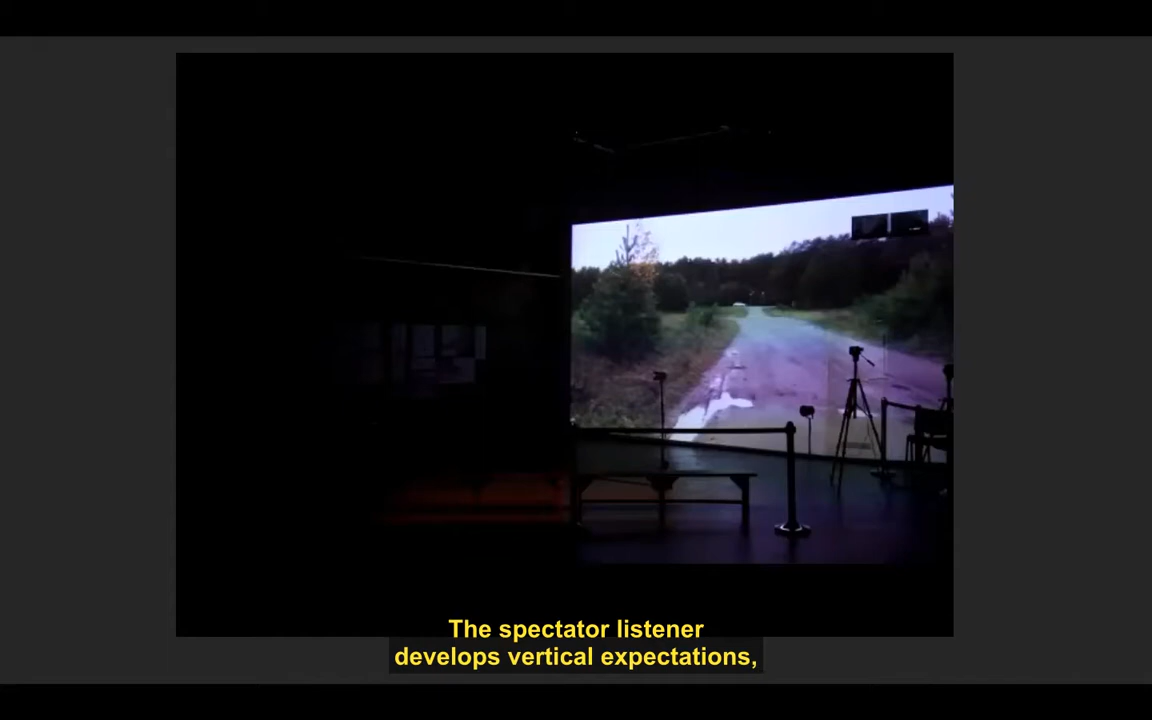 The spectator listener
develops vertical expectations,